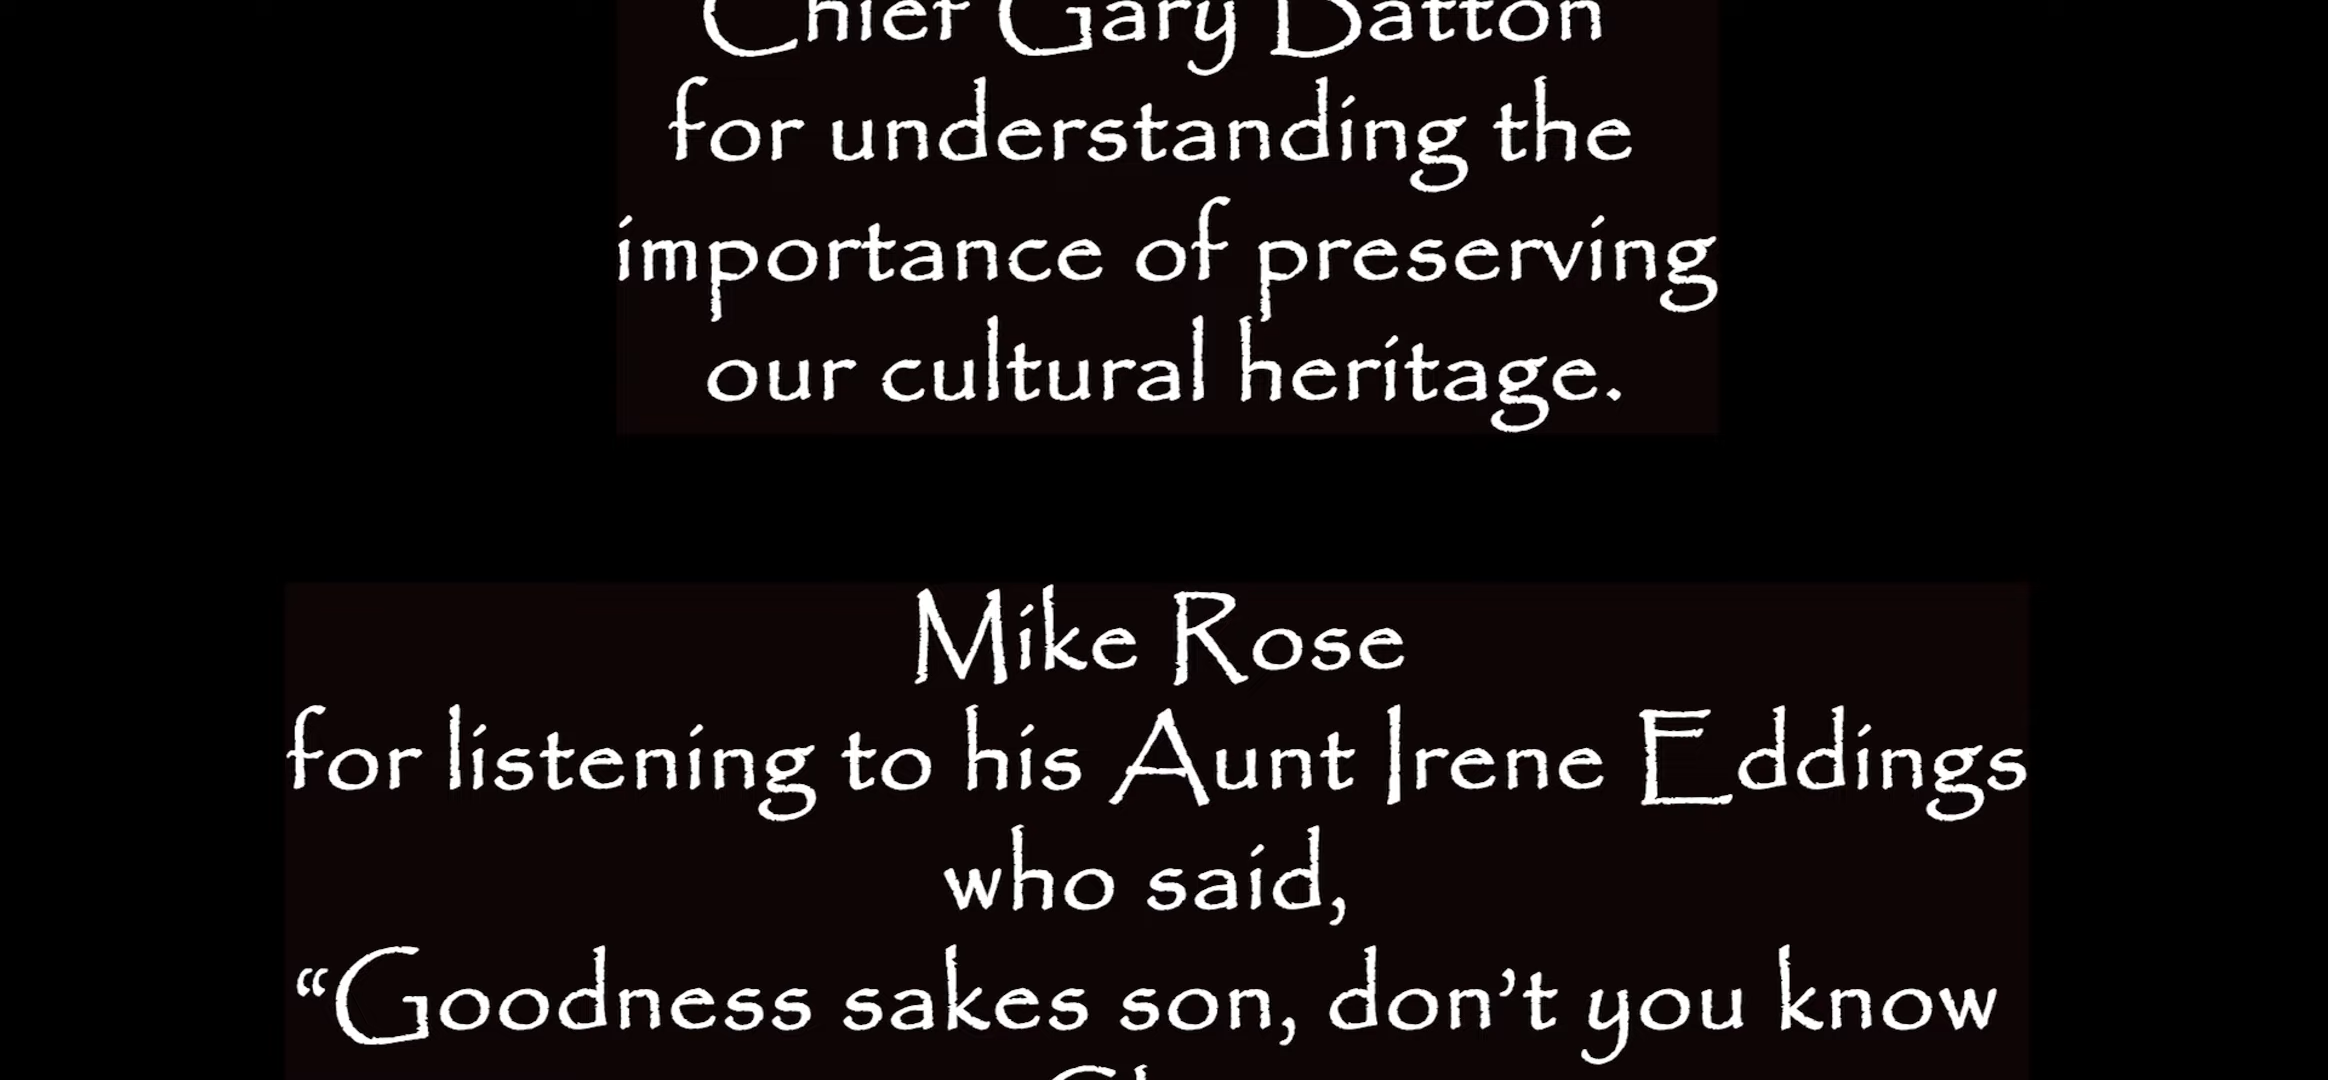 Chief Gary Batton
for understanding the
importance of preserving
our cultural heritage.
Mike Rose
for listening to his Aunt Irene Eddings
who said,
“Goodness sakes son, don’t you know